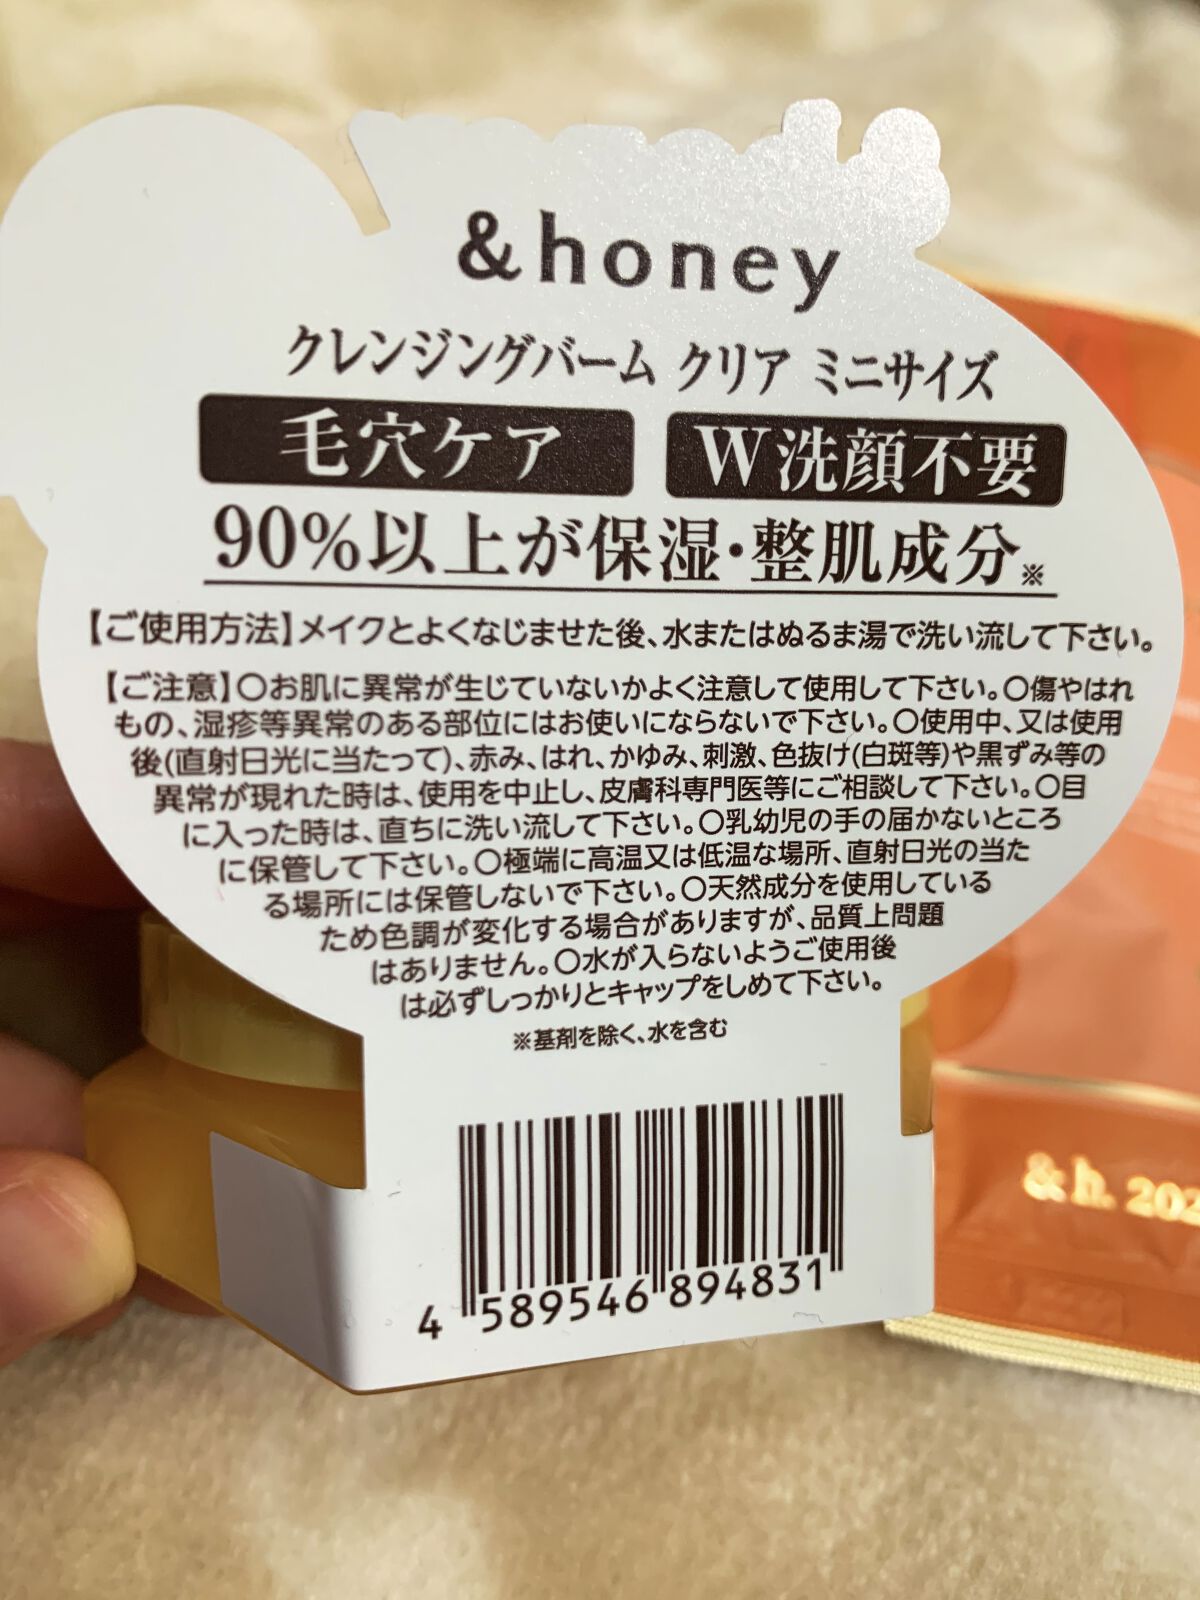 &honey
クレンジングバーム クリア ミニサイズ
毛穴ケア W洗顔不要
90%以上が保湿・整肌成分※
【ご使用方法】メイクとよくなじませた後、水またはぬるま湯で洗い流して下さい。
【ご注意】〇お肌に異常が生じていないかよく注意して使用して下さい。〇傷やはれ
もの、湿疹等異常のある部位にはお使いにならないで下さい。〇使用中、又は使用
後(直射日光に当たって)、赤み、はれ、かゆみ、刺激、色抜け(白斑等)や黒ずみ等の
異常が現れた時は、使用を中止し、皮膚科専門医等にご相談して下さい。〇目
に入った時は、直ちに洗い流して下さい。〇乳幼児の手の届かないところ
に保管して下さい。〇極端に高温又は低温な場所、直射日光の当た
る場所には保管しないで下さい。〇天然成分を使用している
ため色調が変化する場合がありますが、品質上問題
はありません。〇水が入らないようご使用後
は必ずしっかりとキャップをしめて下さい。
※基剤を除く、水を含む
4 589546 894831
&h. 202